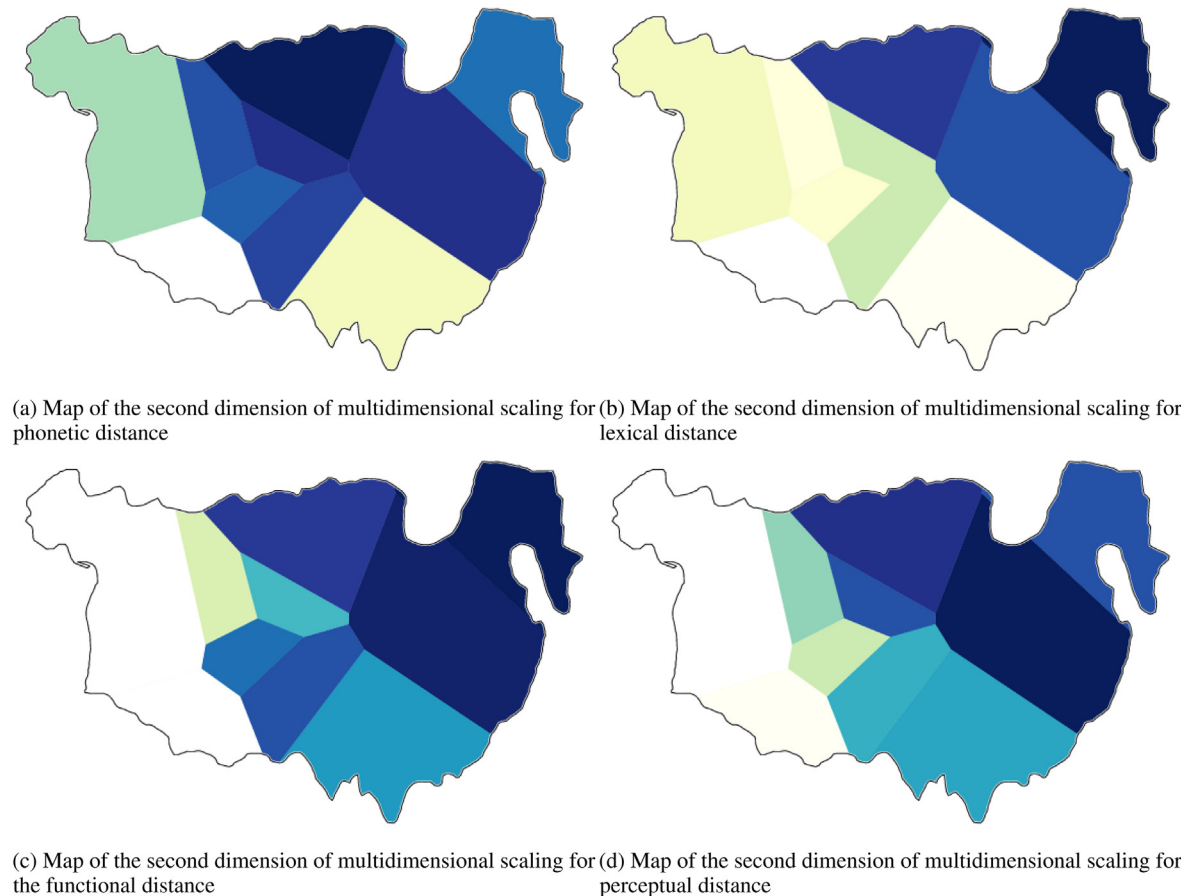 (a) Map of the second dimension of multidimensional scaling for
phonetic distance
(b) Map of the second dimension of multidimensional scaling for
lexical distance
(c) Map of the second dimension of multidimensional scaling for
the functional distance
(d) Map of the second dimension of multidimensional scaling for
perceptual distance